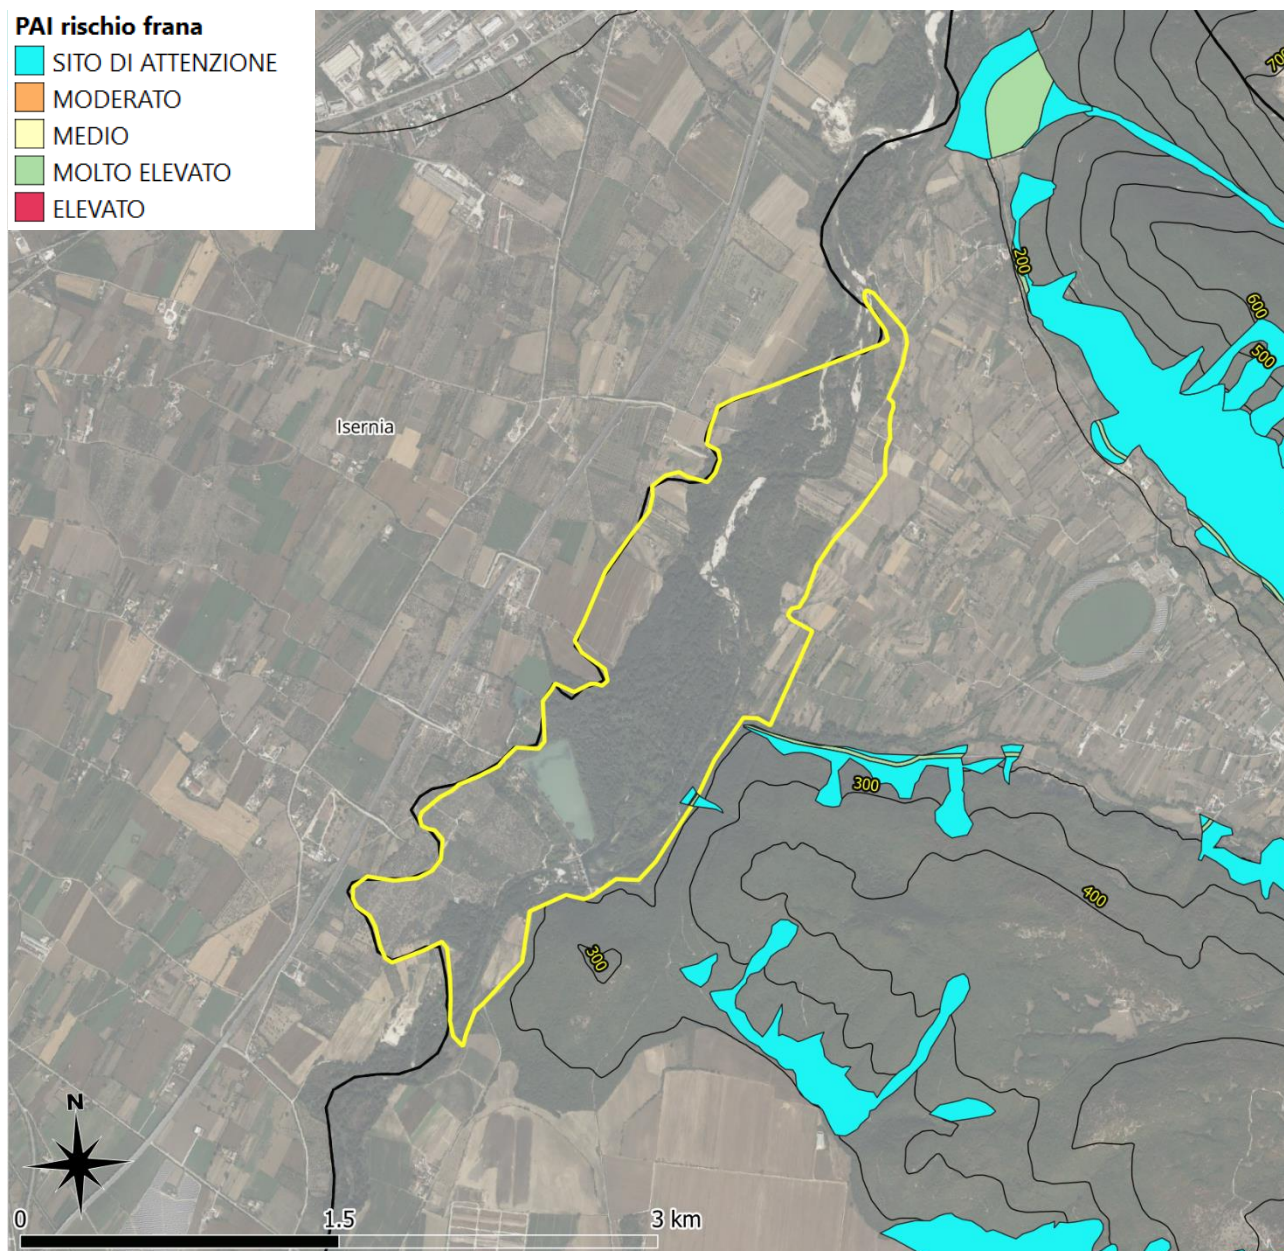 PAI rischio frana
SITO DI ATTENZIONE
MODERATO
MEDIO
MOLTO ELEVATO
ELEVATO
700
200
600
500
Isernia
300
400
300
N
0 1.5 3 km